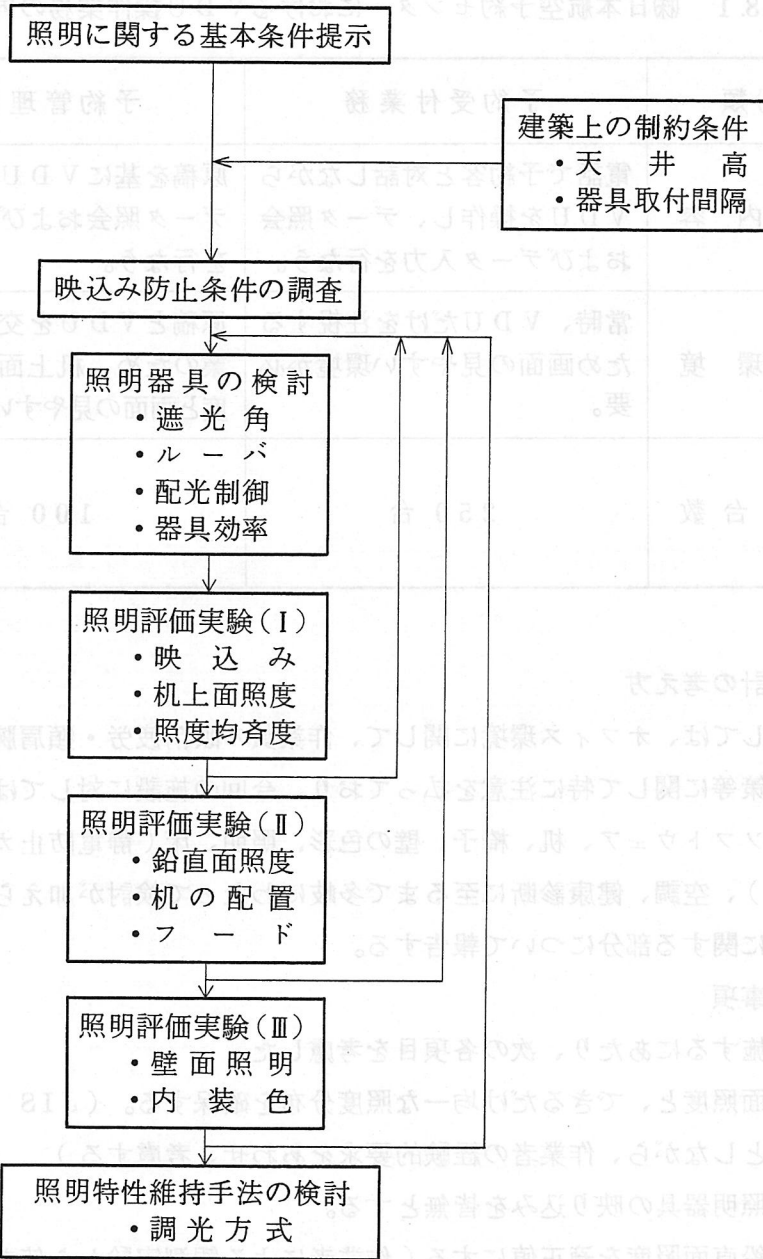 照明に関する基本条件提示
建築上の制約条件
・天井高
・器具取付間隔
映込み防止条件の調査
照明器具の検討
・遮光角
・ルーバ
・配光制御
・器具効率
照明評価実験(Ⅰ)
・映込み
・机上面照度
・照度均斉度
照明評価実験(Ⅱ)
・鉛直面照度
・机の配置
・フード
照明評価実験(Ⅲ)
・壁面照明
・内装色
照明特性維持手法の検討
・調光方式